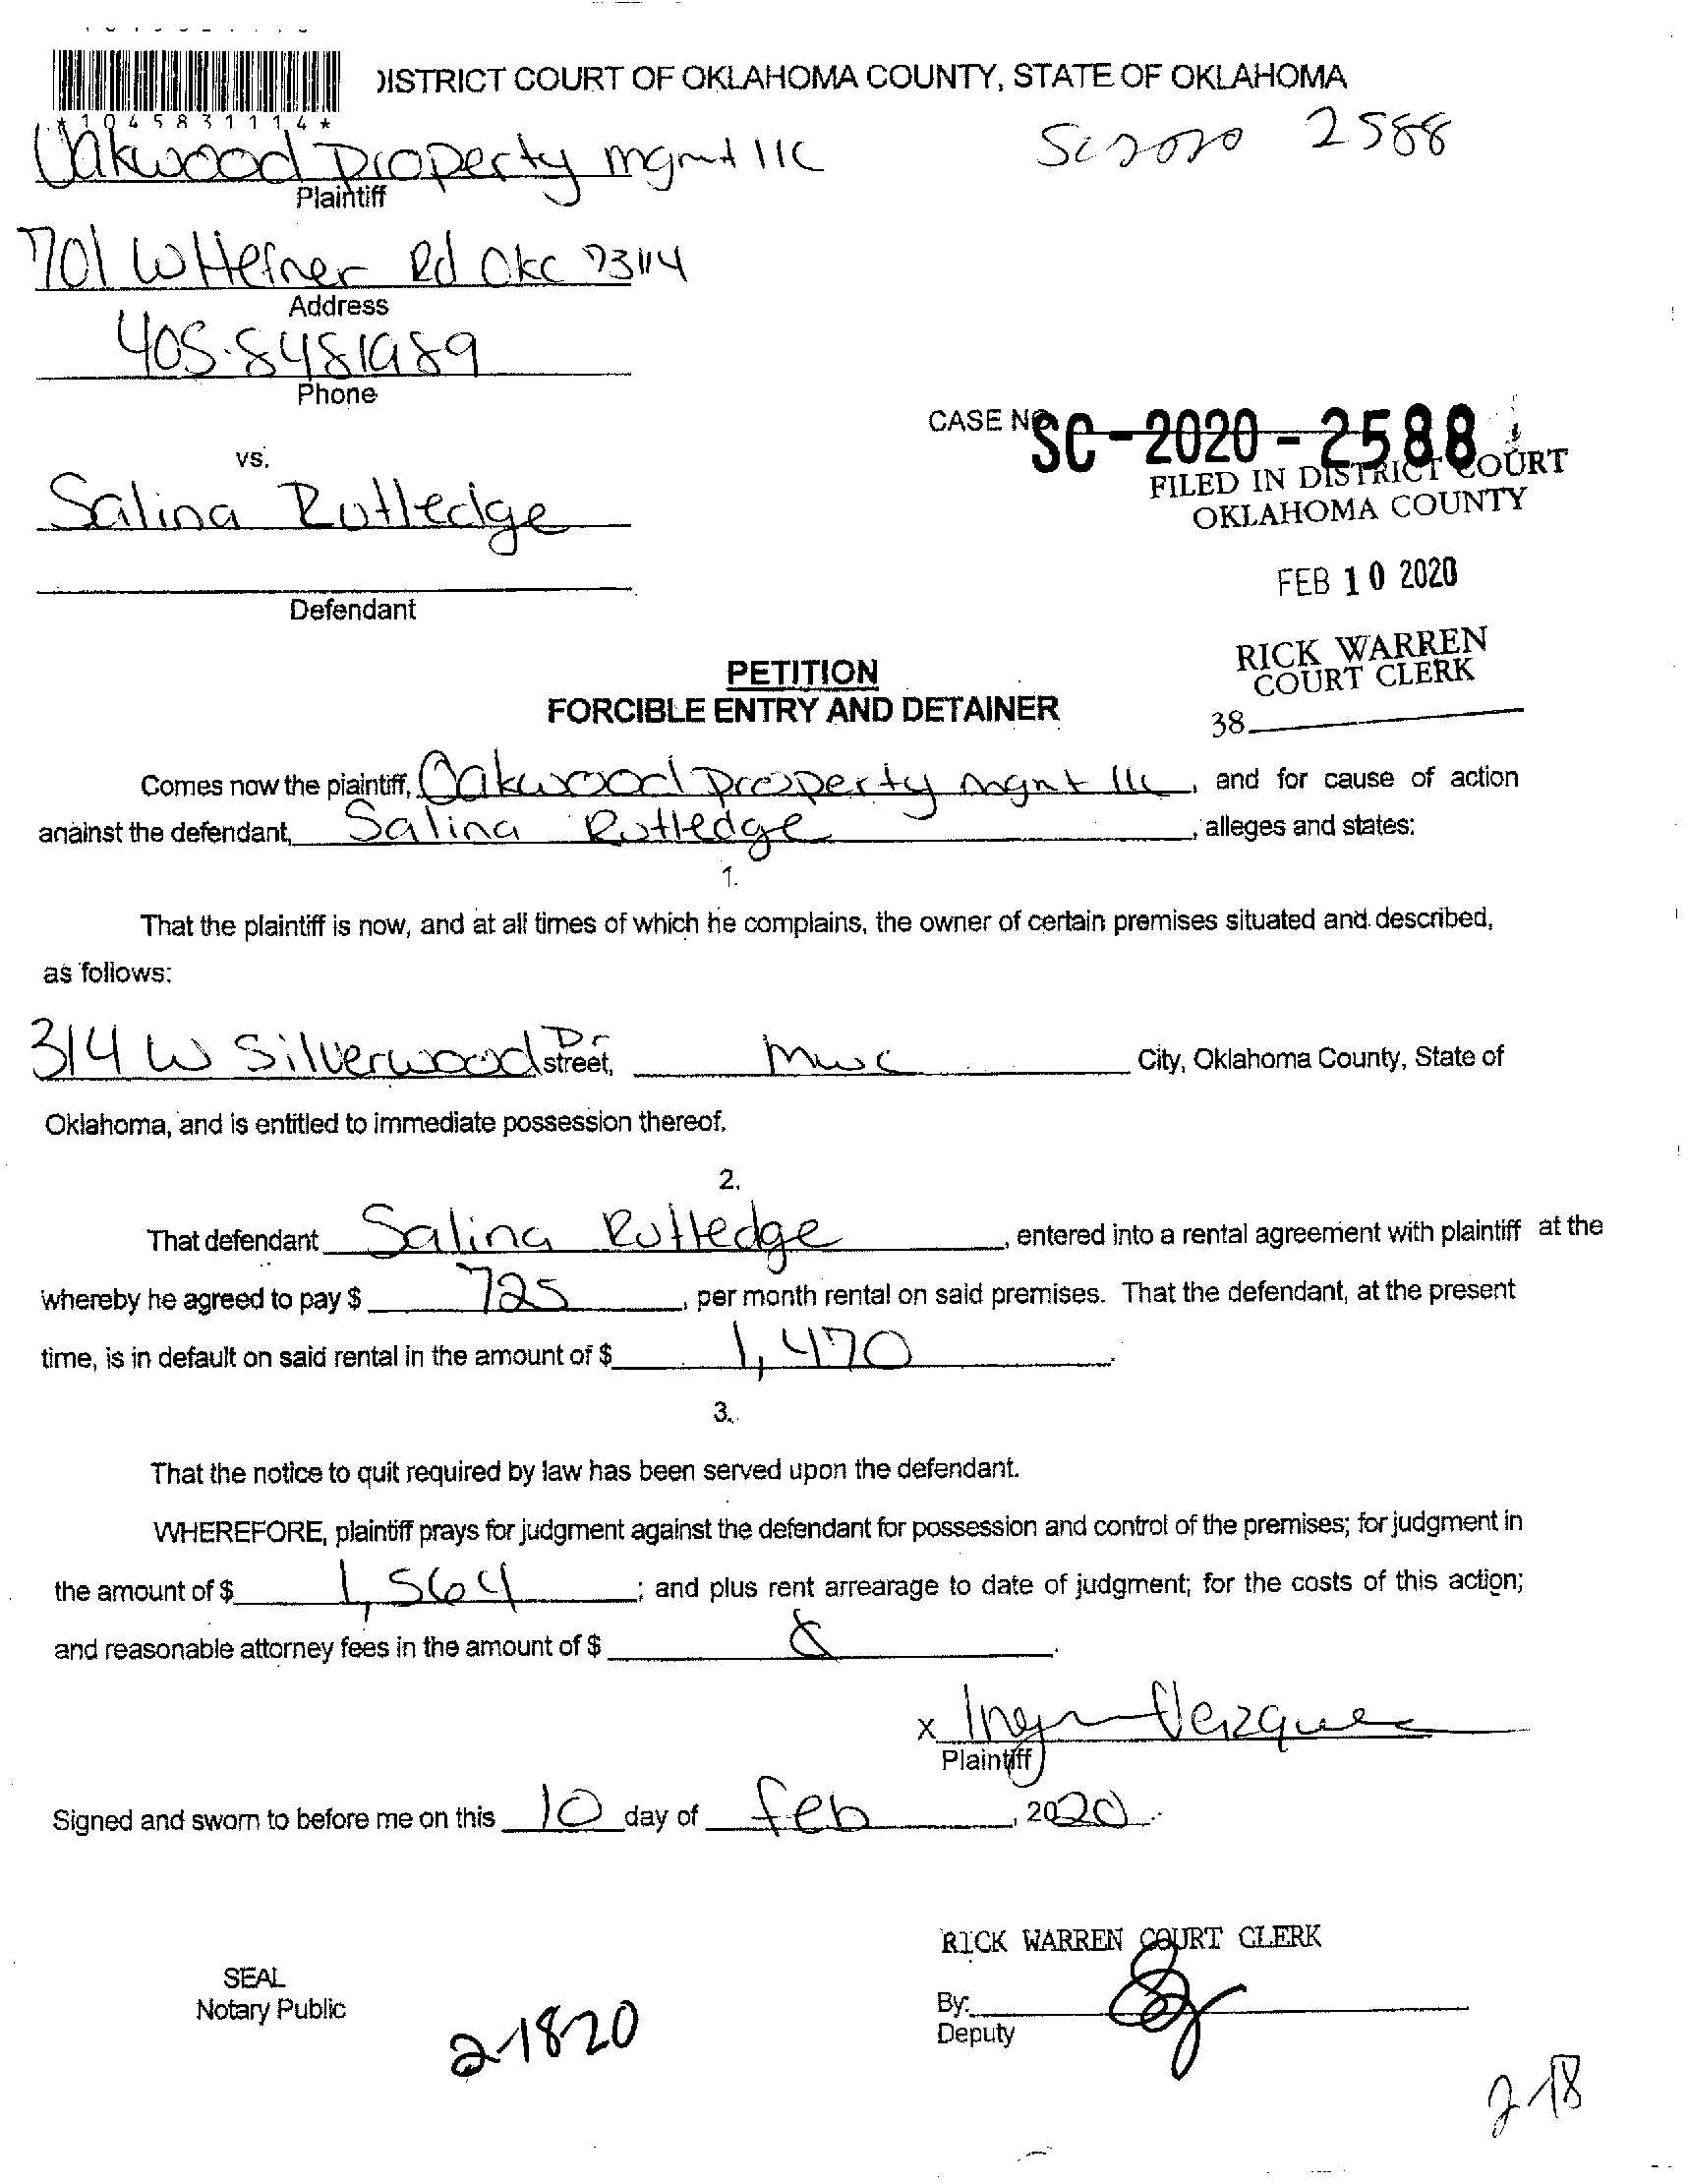 *1045831114*
DISTRICT COURT OF OKLAHOMA COUNTY, STATE OF OKLAHOMA
Oakwood Property mgmt llc
Plaintiff
SC2020 2588
701 W Hefner Rd Okc 73114
Address
405.8481989
Phone
CASE NO SC-2020-2588
FILED IN DISTRICT COURT
OKLAHOMA COUNTY
vs.
Salina Rutledge
FEB 10 2020
Defendant
RICK WARREN
COURT CLERK
38
PETITION
FORCIBLE ENTRY AND DETAINER
Comes now the plaintiff, Oakwood Property mgnt llc, and for cause of action
against the defendant, Salina Rutledge, alleges and states:
1.
That the plaintiff is now, and at all times of which he complains, the owner of certain premises situated and described,
as follows:
314 W Silverwood Dr street, MWC City, Oklahoma County, State of
Oklahoma, and is entitled to immediate possession thereof.
2.
That defendant Salina Rutledge, entered into a rental agreement with plaintiff at the
whereby he agreed to pay $ 725, per month rental on said premises. That the defendant, at the present
time, is in default on said rental in the amount of $ 1,470.
3.
That the notice to quit required by law has been served upon the defendant.
WHEREFORE, plaintiff prays for judgment against the defendant for possession and control of the premises; for judgment in
the amount of $ 1,564; and plus rent arrearage to date of judgment; for the costs of this action;
and reasonable attorney fees in the amount of $
x
Plaintiff
Signed and sworn to before me on this 10 day of feb, 2020.
RICK WARREN COURT CLERK
SEAL
Notary Public
By:
Deputy
2-18-20
2-18